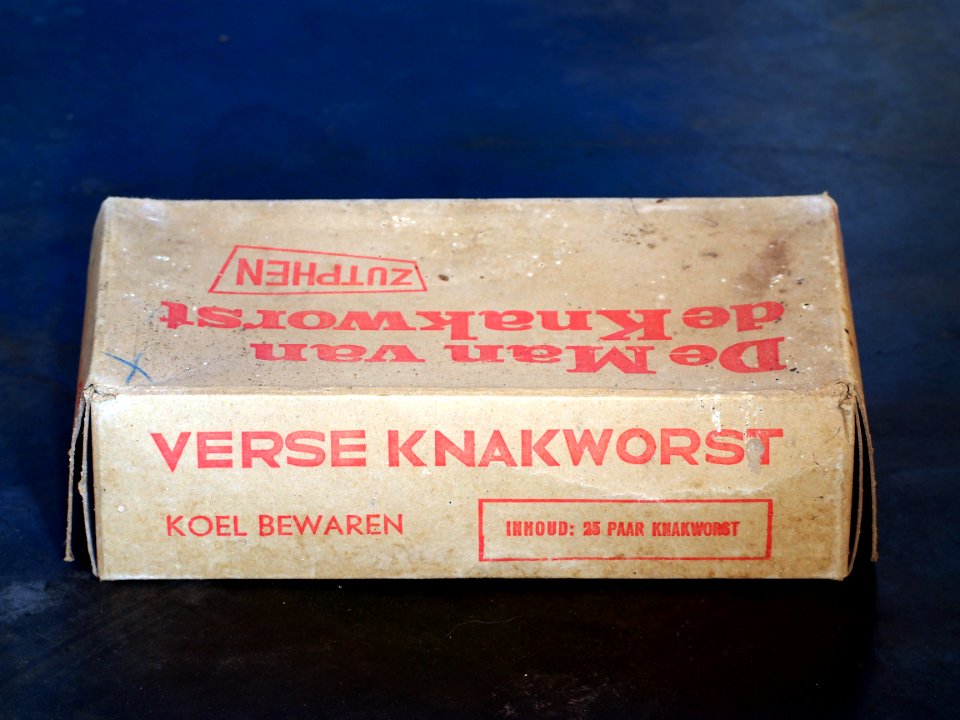 De Man van
de Knakworst
ZUTPHEN
VERSE KNAKWORST
KOEL BEWAREN
INHOUD: 25 PAAR KNAKWORST